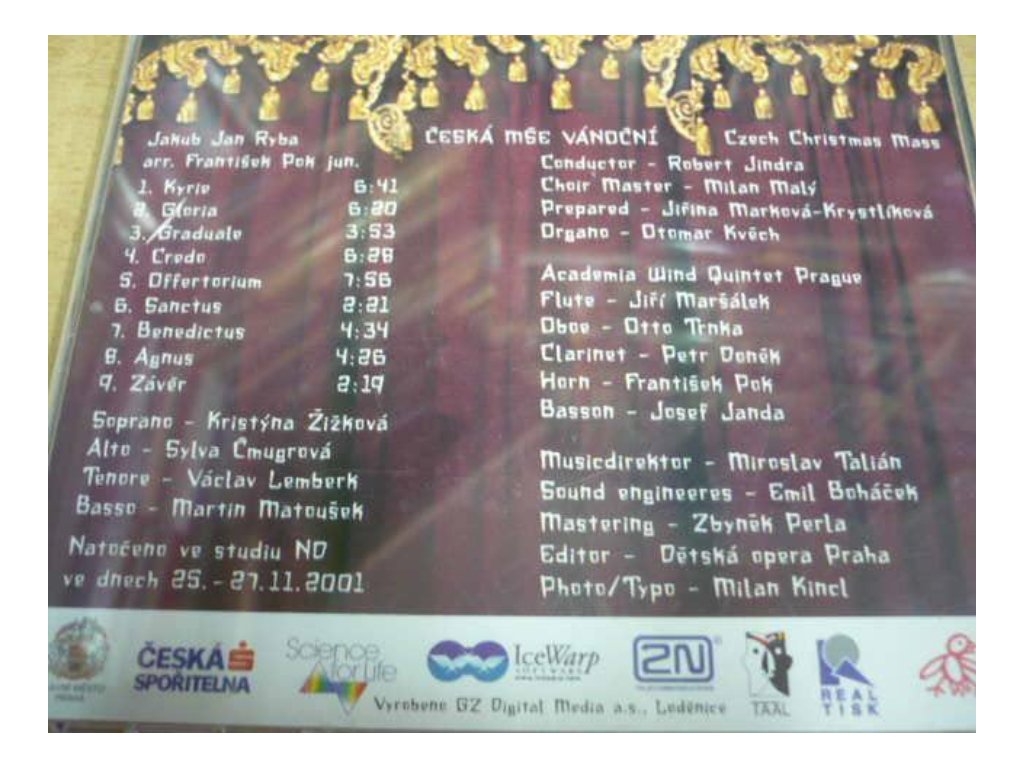 Jakub Jan Ryba ČESKÁ MŠE VÁNOČNÍ Czech Christmas Mass
arr. František Pok jun.
1. Kyrie 6:41
2. Gloria 6:20
3. Graduale 3:53
4. Credo 6:28
5. Offertorium 7:56
6. Sanctus 2:21
7. Benedictus 4:34
8. Agnus 4:26
9. Závěr 2:19
Soprano - Kristýna Žižková
Alto - Sylva Čmugrová
Tenore - Václav Lemberk
Basso - Martin Matoušek
Natočeno ve studiu NO
ve dnech 25. - 27.11.2001
Conductor - Robert Jindra
Choir Master - Milan Malý
Prepared - Jiřina Marková-Krystlíková
Organo - Otomar Kvěch
Academia Wind Quintet Prague
Flute - Jiří Maršálek
Oboe - Otto Trnka
Clarinet - Petr Doněk
Horn - František Pok
Basson - Josef Janda
Musicdirektor - Miroslav Talián
Sound engineeres - Emil Boháček
Mastering - Zbyněk Perla
Editor - Dětská opera Praha
Photo/Typo - Milan Kincl
ČESKÁ
SPOŘITELNA
Science
for Life
IceWarp
SOFTWARE
2N
TAAL
REAL
TISK
Vyrobeno GZ Digital Media a.s., Loděnice